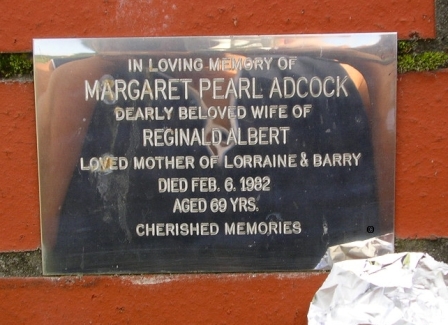 IN LOVING MEMORY OF
MARGARET PEARL ADCOCK
DEARLY BELOVED WIFE OF
REGINALD ALBERT
LOVED MOTHER OF LORRAINE & BARRY
DIED FEB. 6. 1982
AGED 69 YRS.
CHERISHED MEMORIES